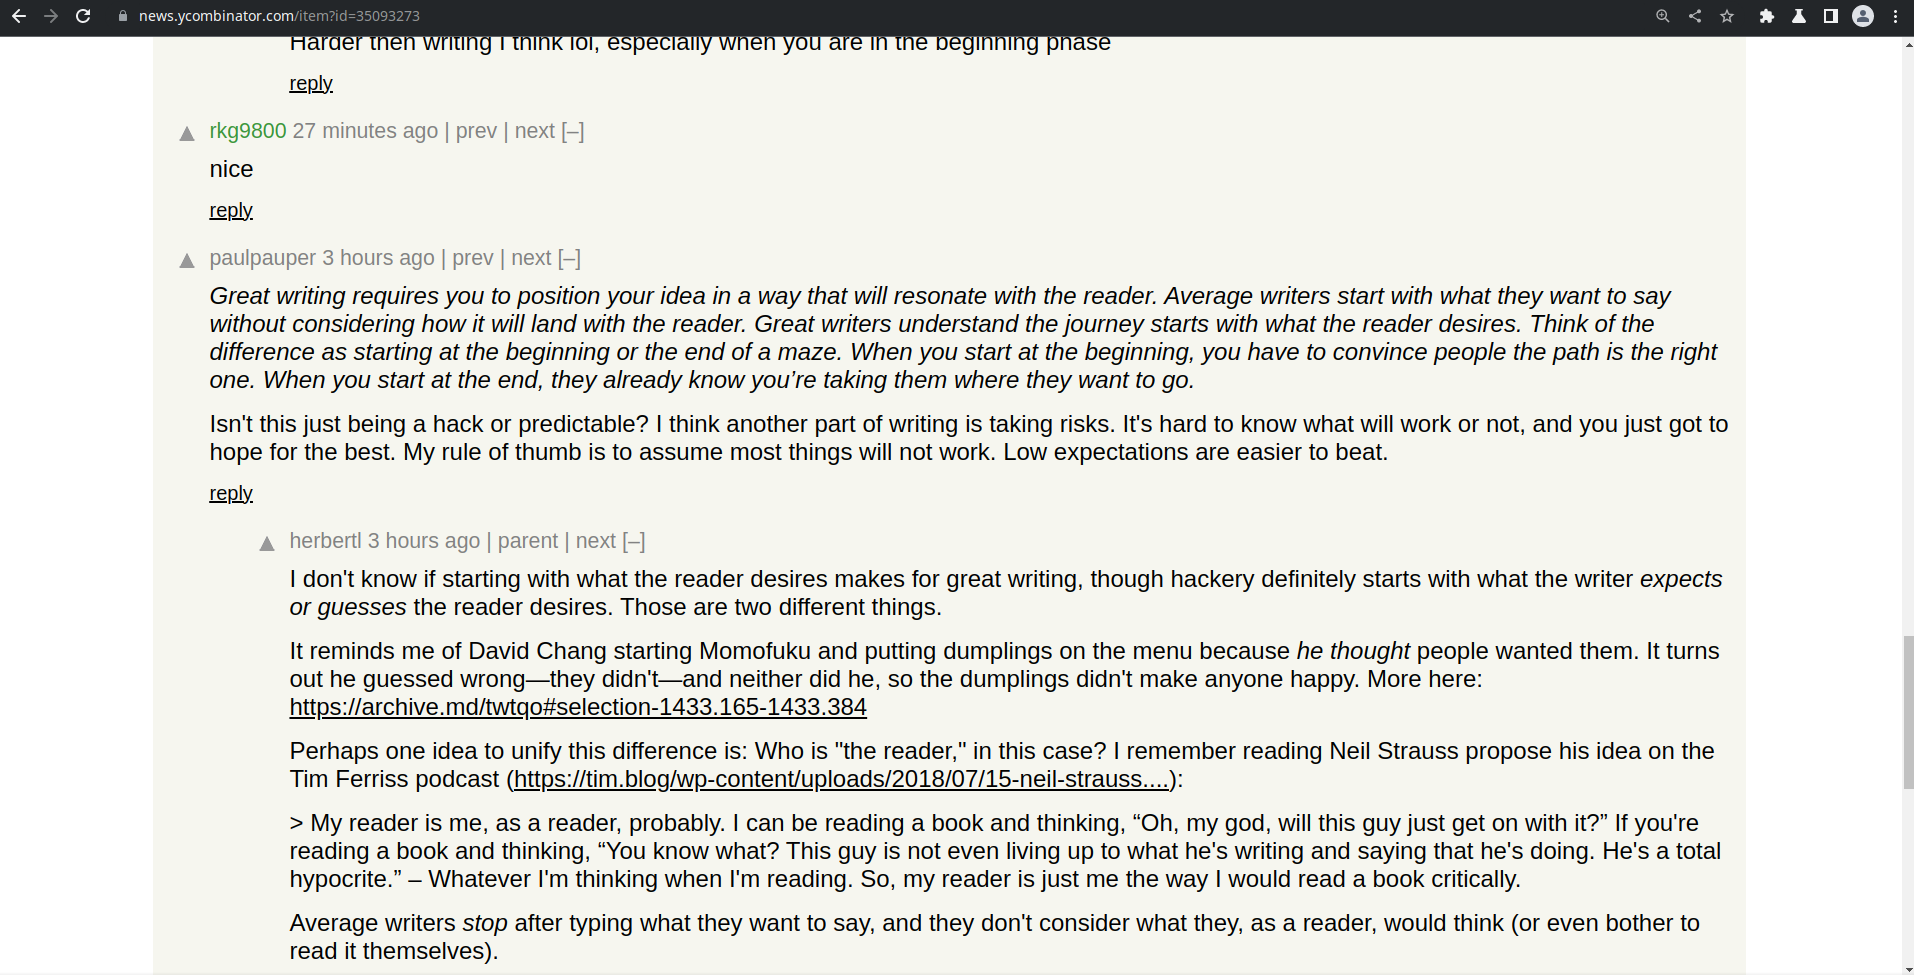 news.ycombinator.com/item?id=35093273
Harder then writing I think lol, especially when you are in the beginning phase
reply
▲ rkg9800 27 minutes ago | prev | next [–]
nice
reply
▲ paulpauper 3 hours ago | prev | next [–]
Great writing requires you to position your idea in a way that will resonate with the reader. Average writers start with what they want to say
without considering how it will land with the reader. Great writers understand the journey starts with what the reader desires. Think of the
difference as starting at the beginning or the end of a maze. When you start at the beginning, you have to convince people the path is the right
one. When you start at the end, they already know you’re taking them where they want to go.
Isn't this just being a hack or predictable? I think another part of writing is taking risks. It's hard to know what will work or not, and you just got to
hope for the best. My rule of thumb is to assume most things will not work. Low expectations are easier to beat.
reply
▲ herbertl 3 hours ago | parent | next [–]
I don't know if starting with what the reader desires makes for great writing, though hackery definitely starts with what the writer expects
or guesses the reader desires. Those are two different things.
It reminds me of David Chang starting Momofuku and putting dumplings on the menu because he thought people wanted them. It turns
out he guessed wrong—they didn't—and neither did he, so the dumplings didn't make anyone happy. More here:
https://archive.md/twtqo#selection-1433.165-1433.384
Perhaps one idea to unify this difference is: Who is "the reader," in this case? I remember reading Neil Strauss propose his idea on the
Tim Ferriss podcast (https://tim.blog/wp-content/uploads/2018/07/15-neil-strauss....):
> My reader is me, as a reader, probably. I can be reading a book and thinking, “Oh, my god, will this guy just get on with it?” If you're
reading a book and thinking, “You know what? This guy is not even living up to what he's writing and saying that he's doing. He's a total
hypocrite.” – Whatever I'm thinking when I'm reading. So, my reader is just me the way I would read a book critically.
Average writers stop after typing what they want to say, and they don't consider what they, as a reader, would think (or even bother to
read it themselves).